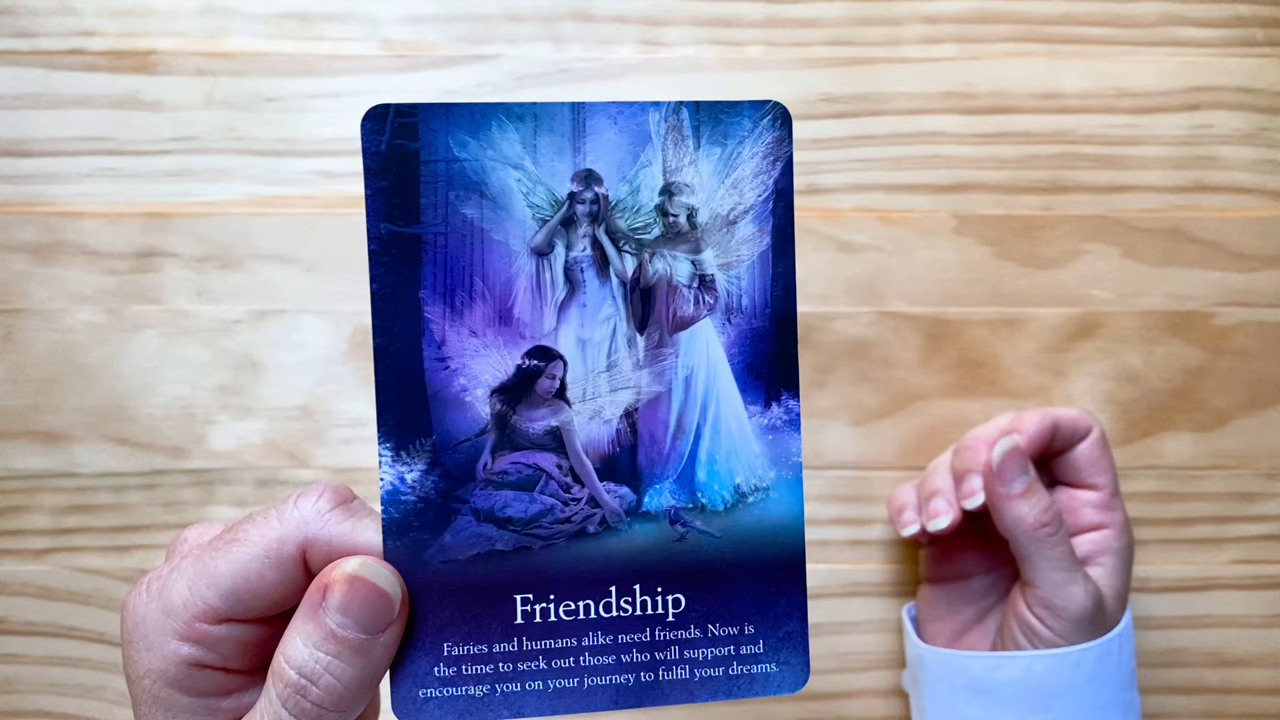 Friendship
Fairies and humans alike need friends. Now is
the time to seek out those who will support and
encourage you on your journey to fulfil your dreams.